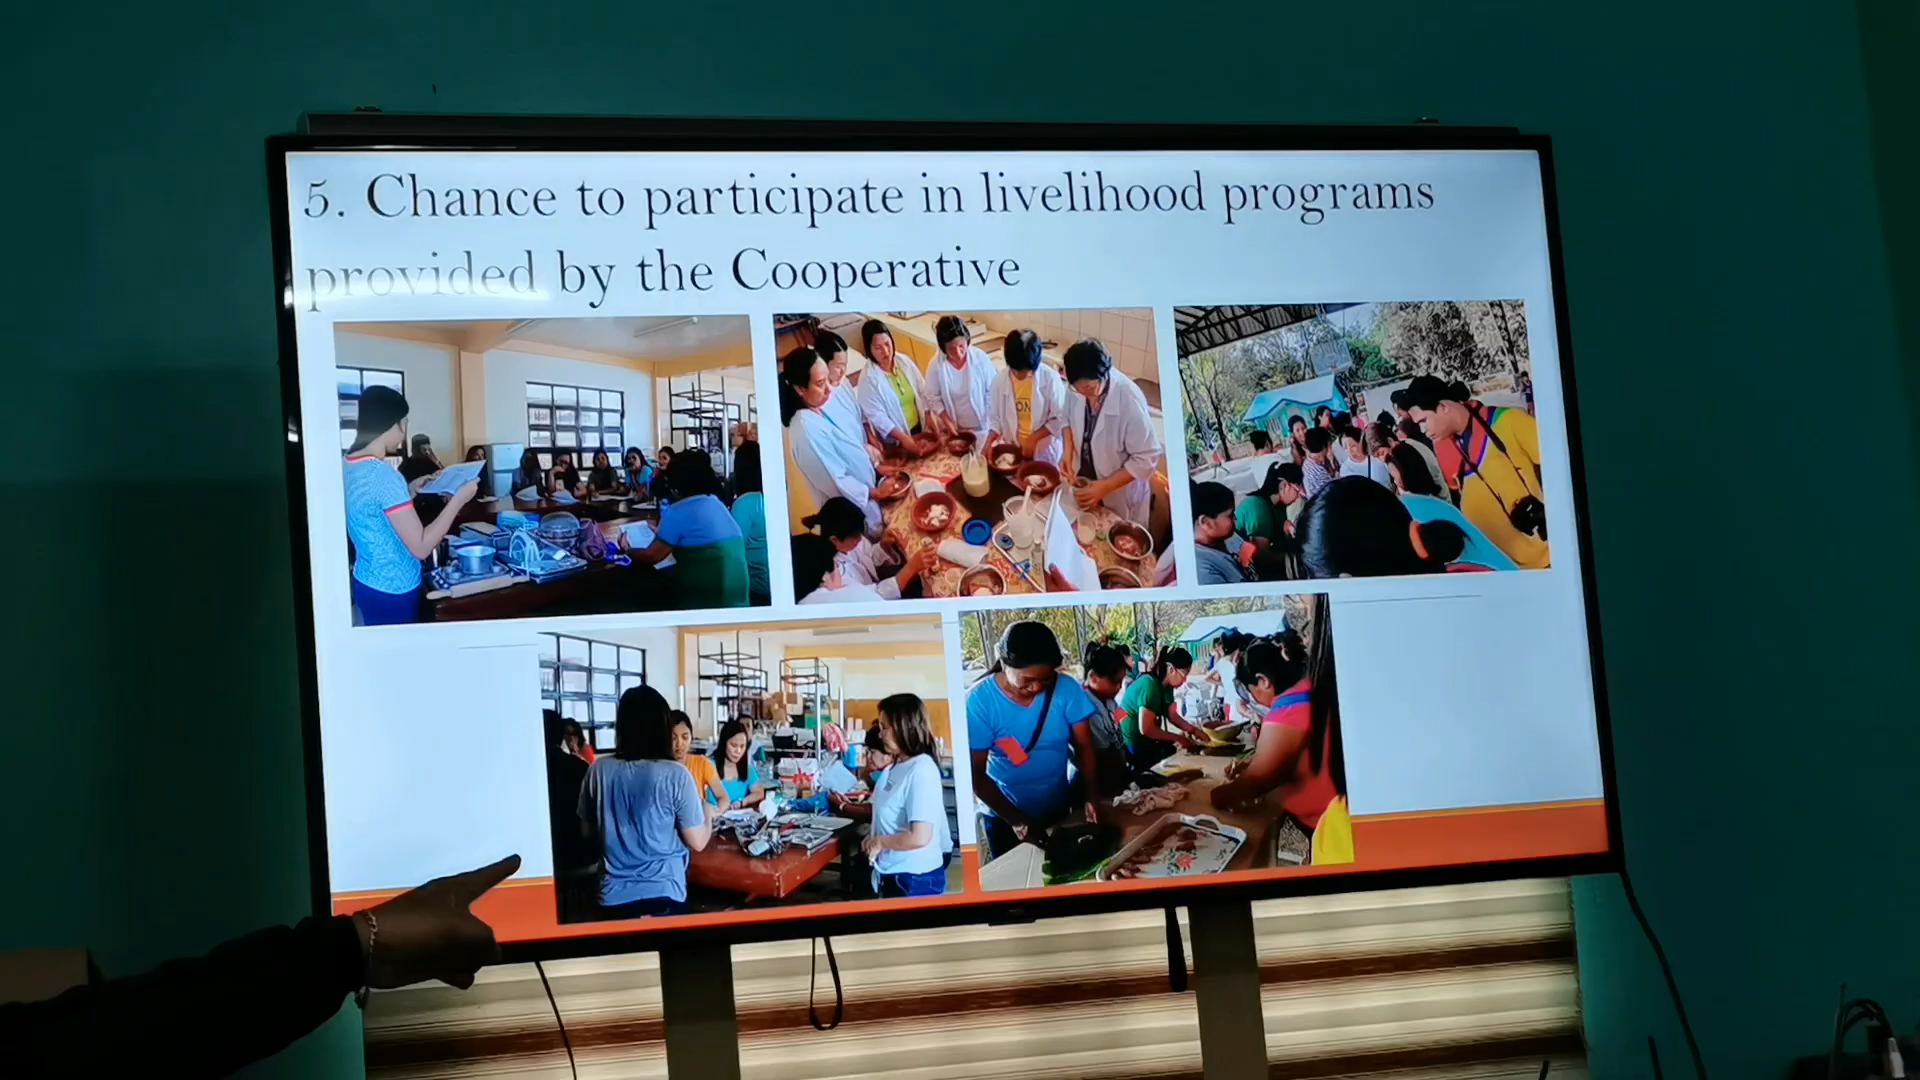 5. Chance to participate in livelihood programs
provided by the Cooperative